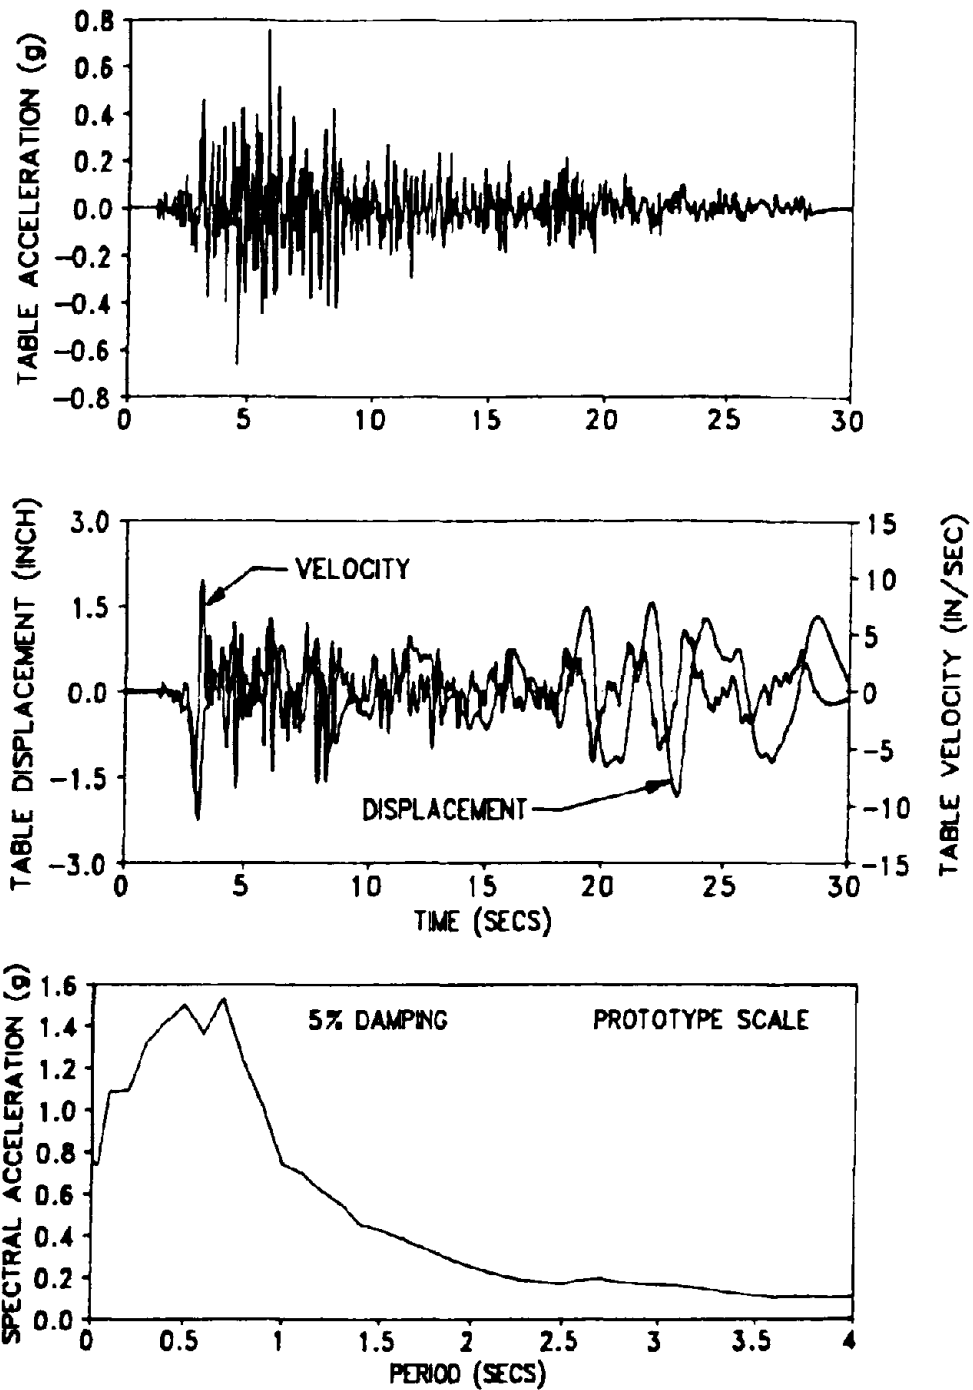 TABLE ACCELERATION (g)
0.8
0.6
0.4
0.2
0.0
−0.2
−0.4
−0.6
−0.8
0 5 10 15 20 25 30
TABLE DISPLACEMENT (INCH)
3.0
1.5
0.0
−1.5
−3.0
VELOCITY
DISPLACEMENT
15
10
5
0
−5
−10
−15
TABLE VELOCITY (IN/SEC)
0 5 10 15 20 25 30
TIME (SECS)
SPECTRAL ACCELERATION (g)
1.6
1.4
1.2
1.0
0.8
0.6
0.4
0.2
0.0
5% DAMPING PROTOTYPE SCALE
0 0.5 1 1.5 2 2.5 3 3.5 4
PERIOD (SECS)